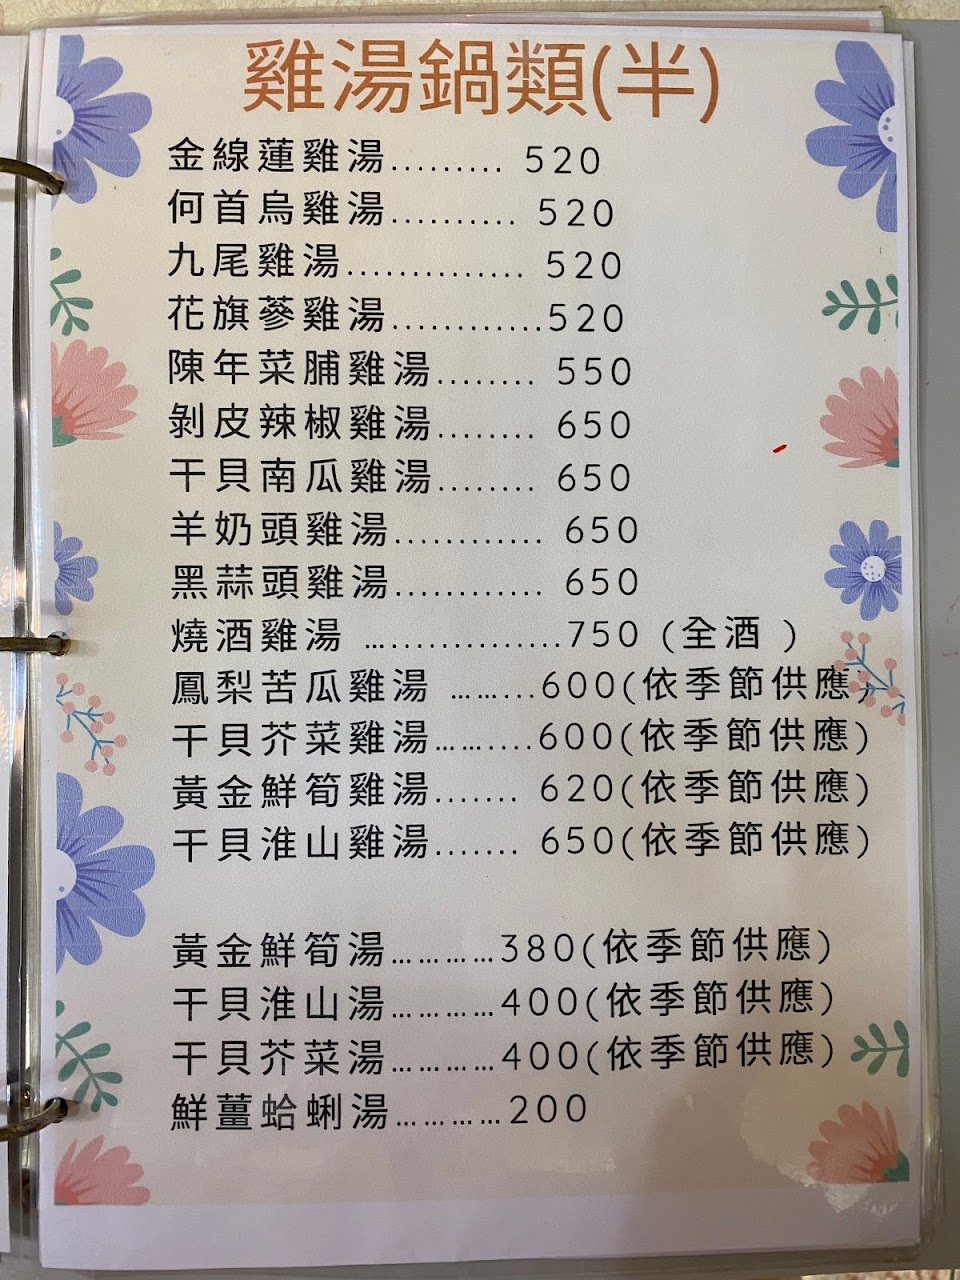 雞湯鍋類(半)
金線蓮雞湯......... 520
何首烏雞湯.......... 520
九尾雞湯.............. 520
花旗蔘雞湯............520
陳年菜脯雞湯........ 550
剝皮辣椒雞湯........ 650
干貝南瓜雞湯........ 650
羊奶頭雞湯............ 650
黑蒜頭雞湯............ 650
燒酒雞湯 ................750 (全酒 )
鳳梨苦瓜雞湯 ........600(依季節供應)
干貝芥菜雞湯.........600(依季節供應)
黃金鮮筍雞湯....... 620(依季節供應)
干貝淮山雞湯....... 650(依季節供應)
黃金鮮筍湯…………380(依季節供應)
干貝淮山湯…………400(依季節供應)
干貝芥菜湯…………400(依季節供應)
鮮薑蛤蜊湯…………200